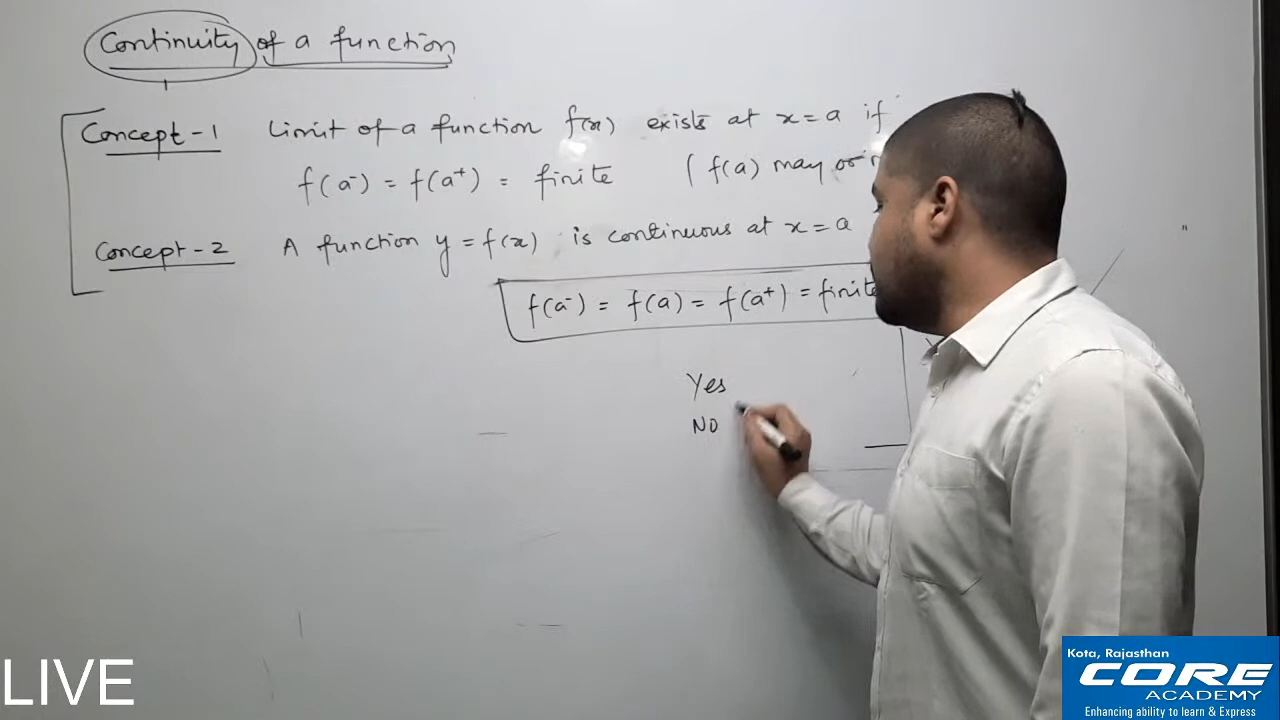 Continuity of a function
Concept-1 Limit of a function f(x) exists at x=a if
f(a⁻) = f(a⁺) = finite ( f(a) may or
Concept-2 A function y=f(x) is continuous at x=a
f(a⁻) = f(a) = f(a⁺) = finite
Yes
NO
LIVE
Kota, Rajasthan
CORE
ACADEMY
Enhancing ability to learn & Express